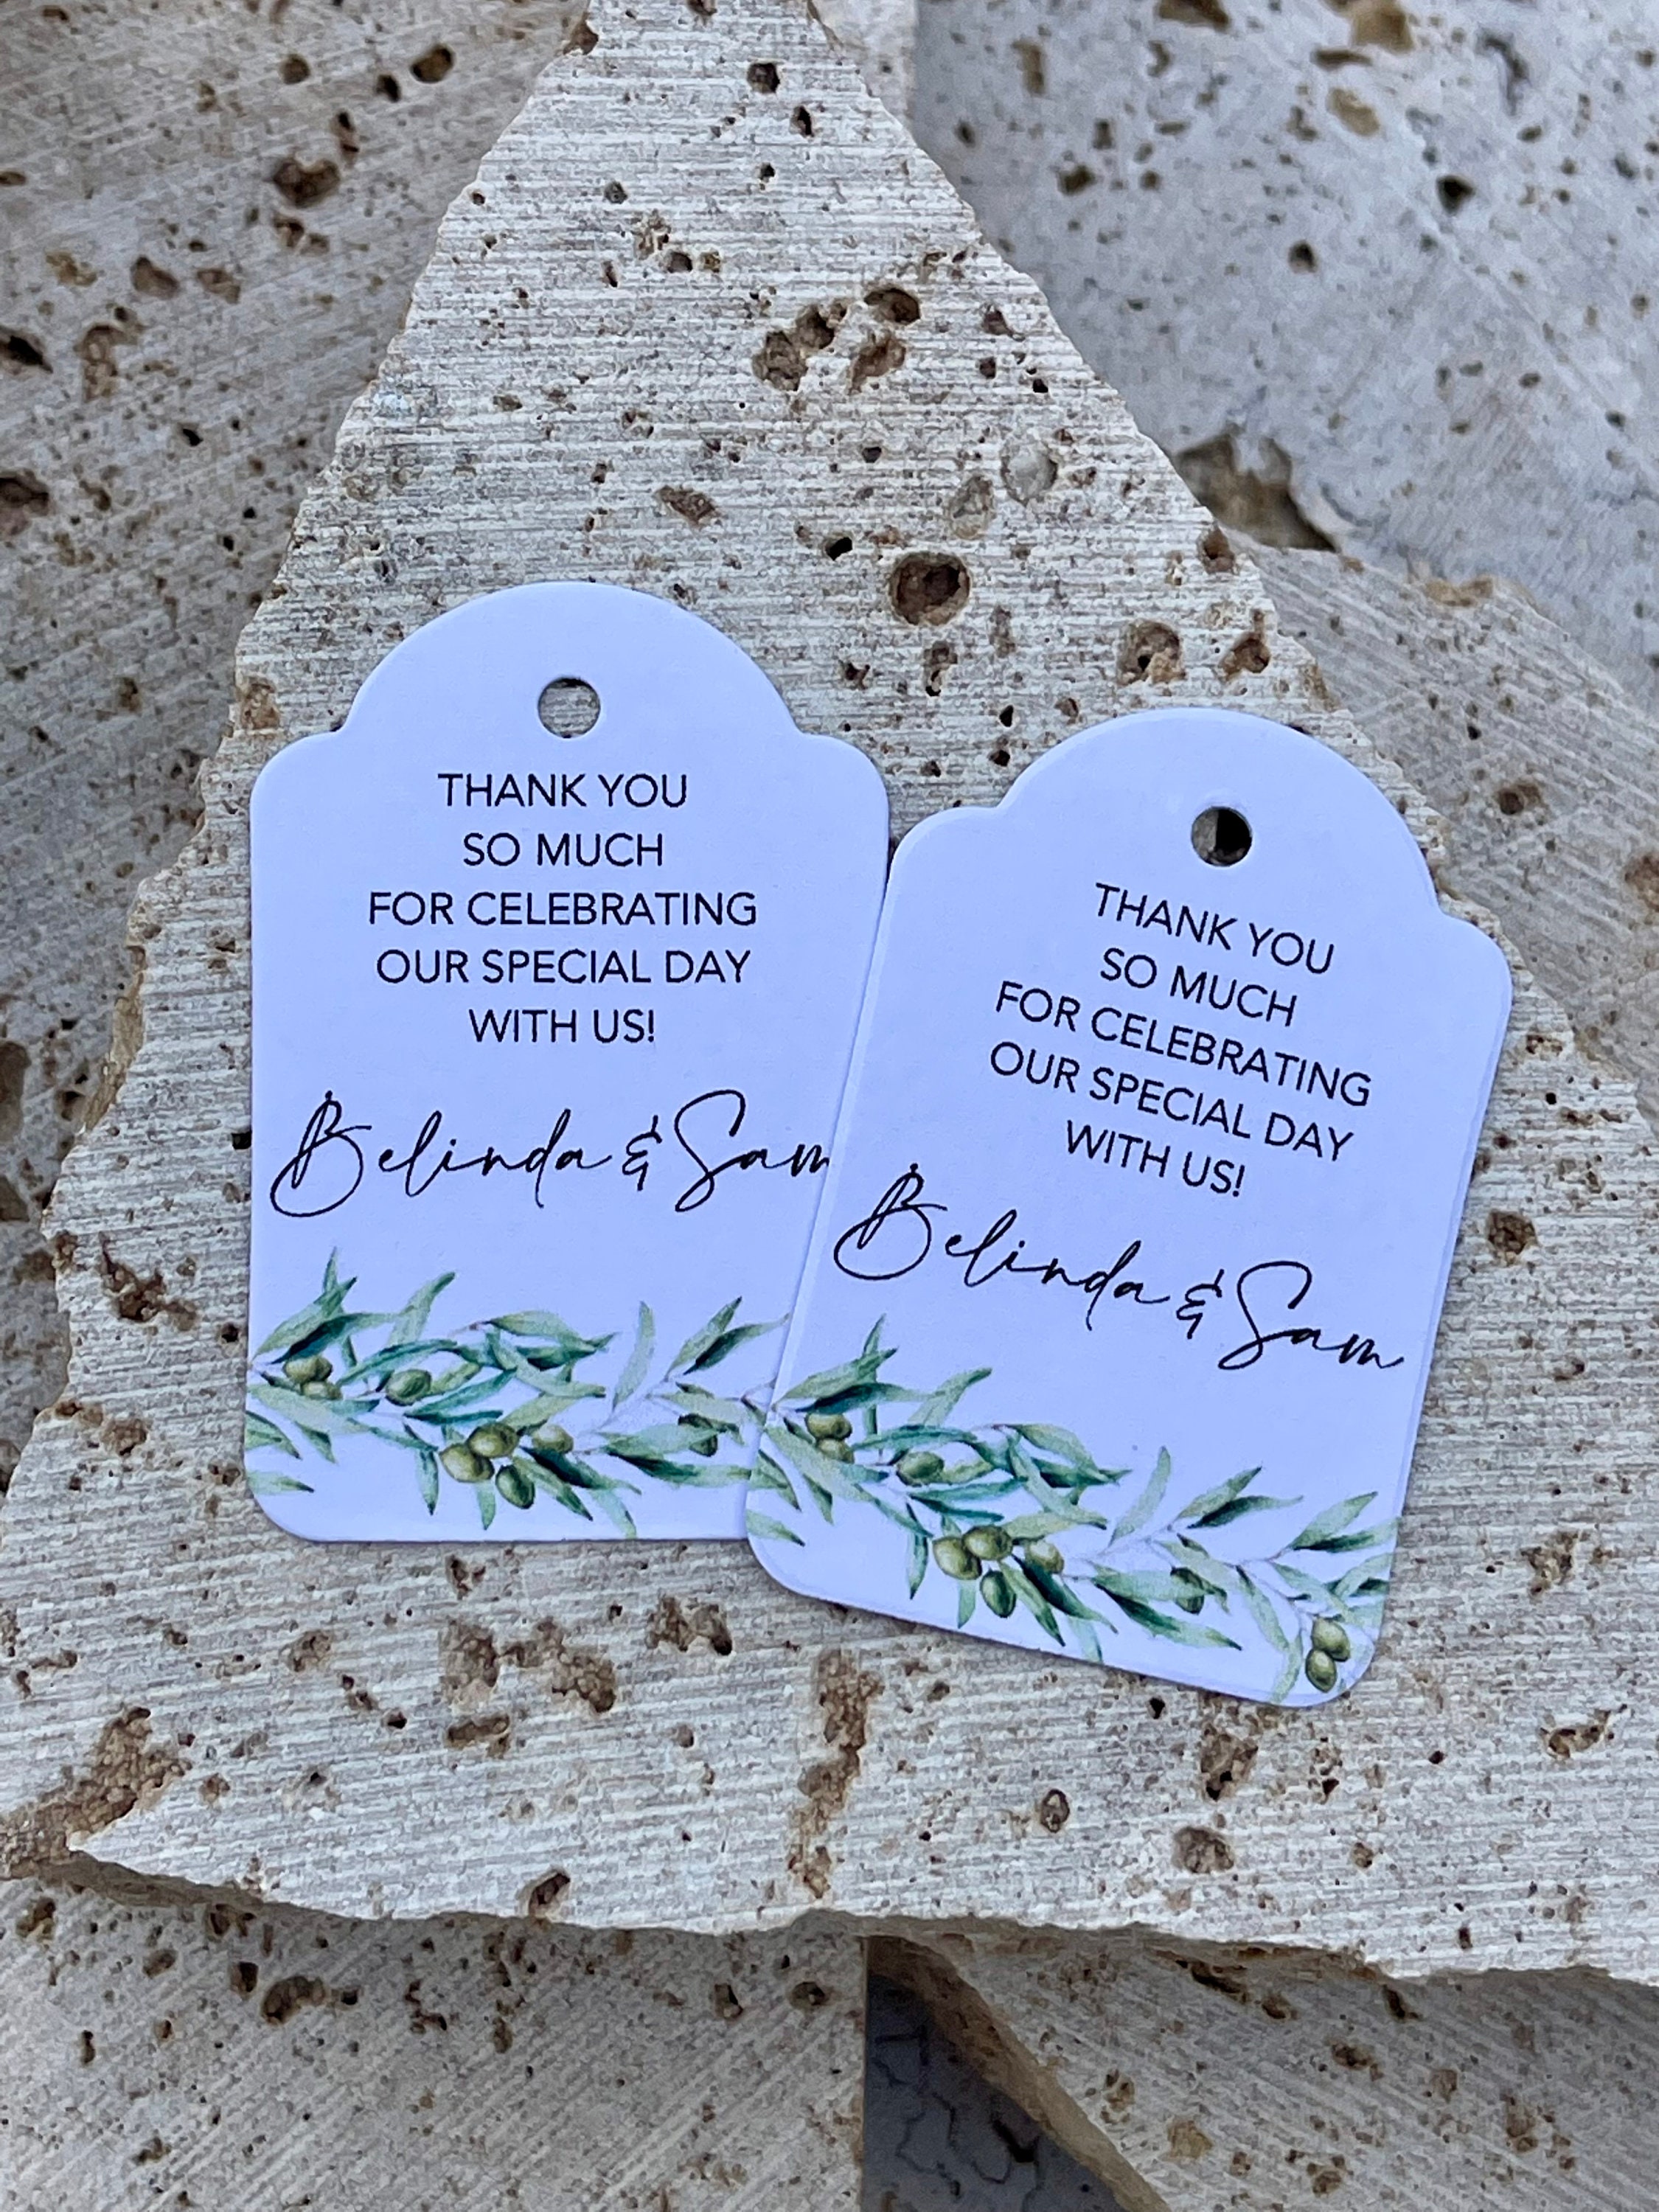 THANK YOU
SO MUCH
FOR CELEBRATING
OUR SPECIAL DAY
WITH US!
Belinda & Sam
THANK YOU
SO MUCH
FOR CELEBRATING
OUR SPECIAL DAY
WITH US!
Belinda & Sam